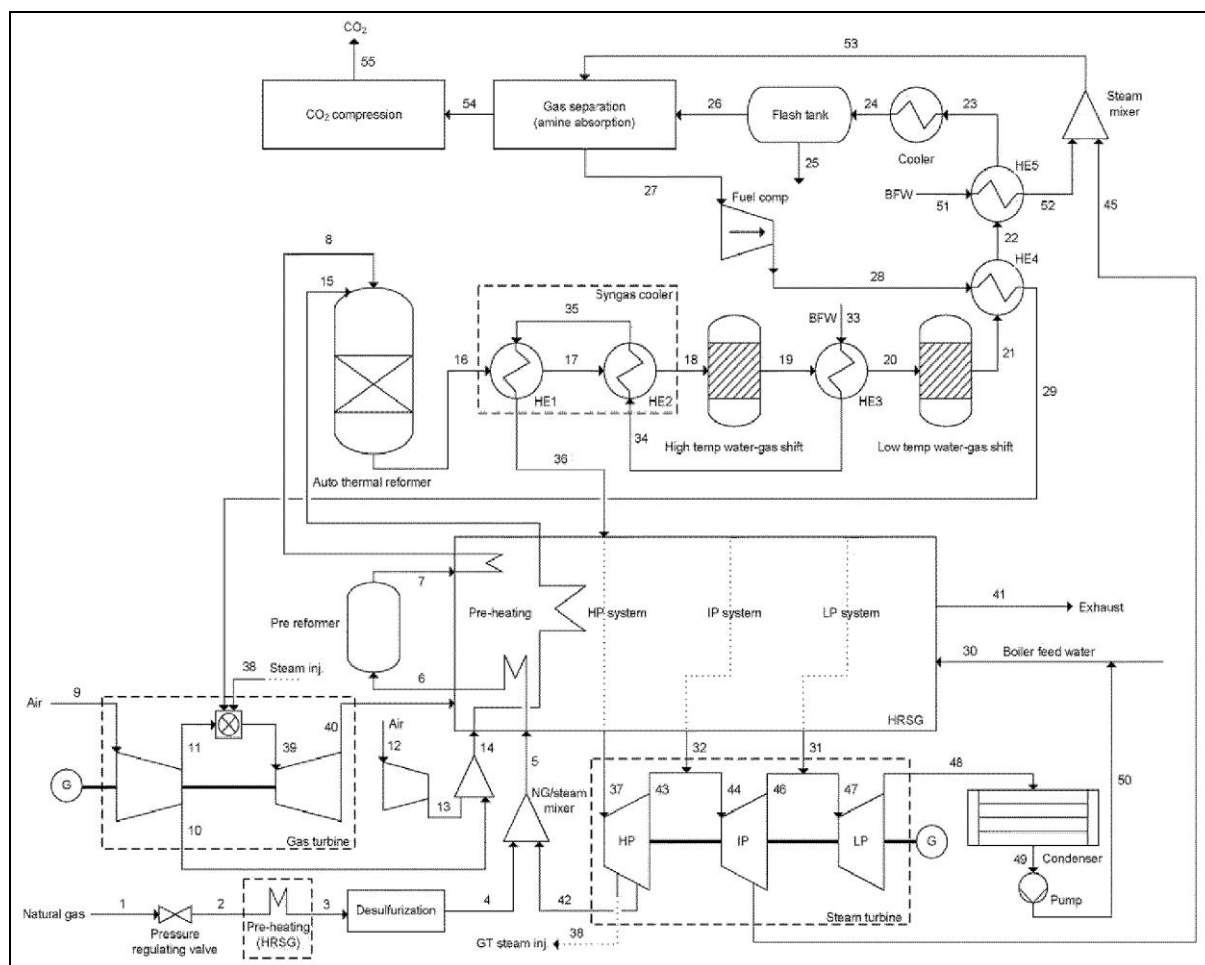 CO2
55
53
CO2 compression
54
Gas separation
(amine absorption)
26
Flash tank
24
23
Steam
mixer
25
Cooler
HE5
BFW
51
52
45
27
Fuel comp
22
HE4
8
28
15
Syngas cooler
35
BFW
33
21
16
17
18
19
20
29
HE1
HE2
HE3
34
High temp water-gas shift
Low temp water-gas shift
36
Auto thermal reformer
7
Pre-heating
HP system
IP system
LP system
41
Exhaust
Pre reformer
30
Boiler feed water
6
38
Steam inj.
HRSG
Air
9
40
Air
11
39
12
14
5
32
31
48
50
G
NG/steam
mixer
37
43
44
46
47
13
10
Gas turbine
HP
IP
LP
G
49
Condenser
Natural gas
1
2
3
Desulfurization
4
42
Pump
Pressure
regulating valve
Pre-heating
(HRSG)
GT steam inj.
38
Steam turbine